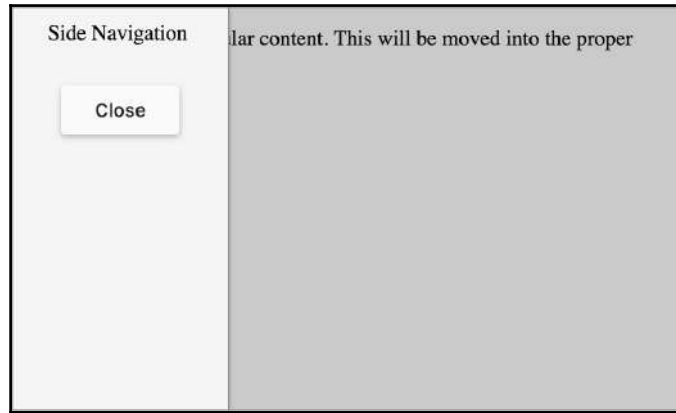 Side Navigation
lar content. This will be moved into the proper
Close